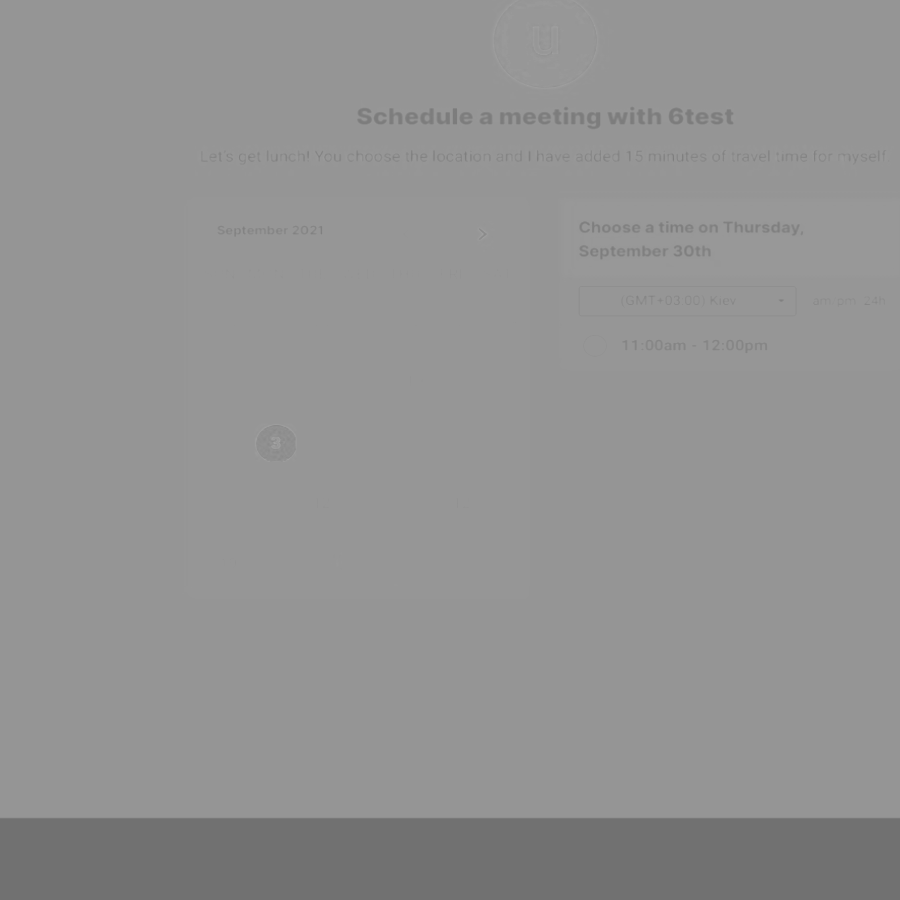 U
Schedule a meeting with 6test
Let's get lunch! You choose the location and I have added 15 minutes of travel time for myself
September 2021
Choose a time on Thursday,
September 30th
(GMT+03:00) Kiev
am pm 24h
11:00am - 12:00pm